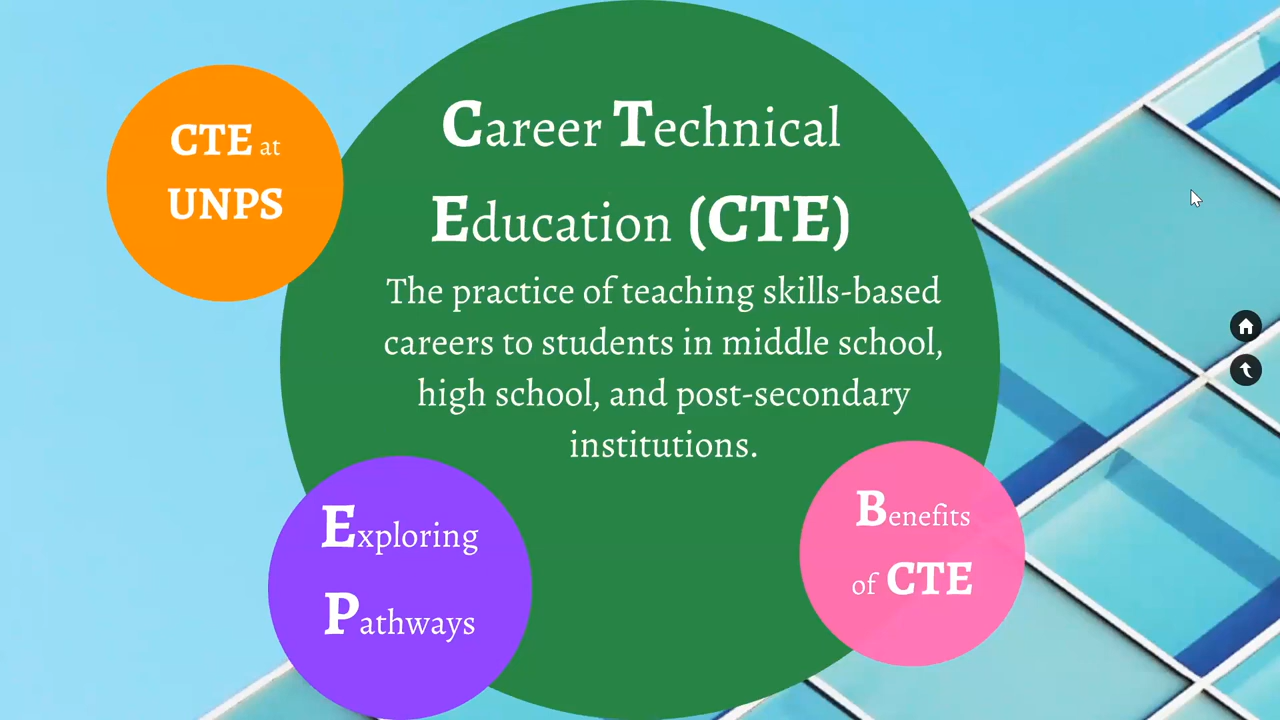 CTE at
UNPS
Career Technical
Education (CTE)
The practice of teaching skills-based
careers to students in middle school,
high school, and post-secondary
institutions.
Exploring
Pathways
Benefits
of CTE